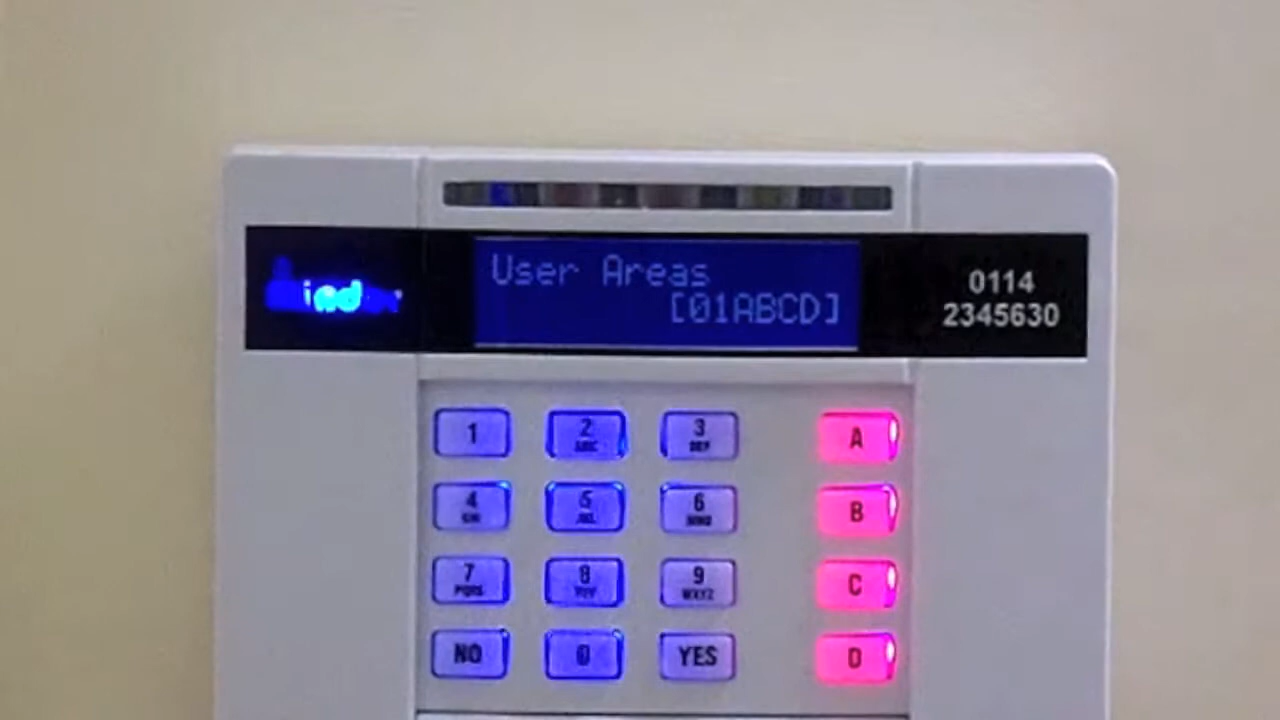 User Areas
[01ABCD]
0114
2345630
1
2
ABC
3
DEF
A
4
GHI
5
JKL
6
MNO
B
7
PQRS
8
TUV
9
WXYZ
C
NO
0
YES
D